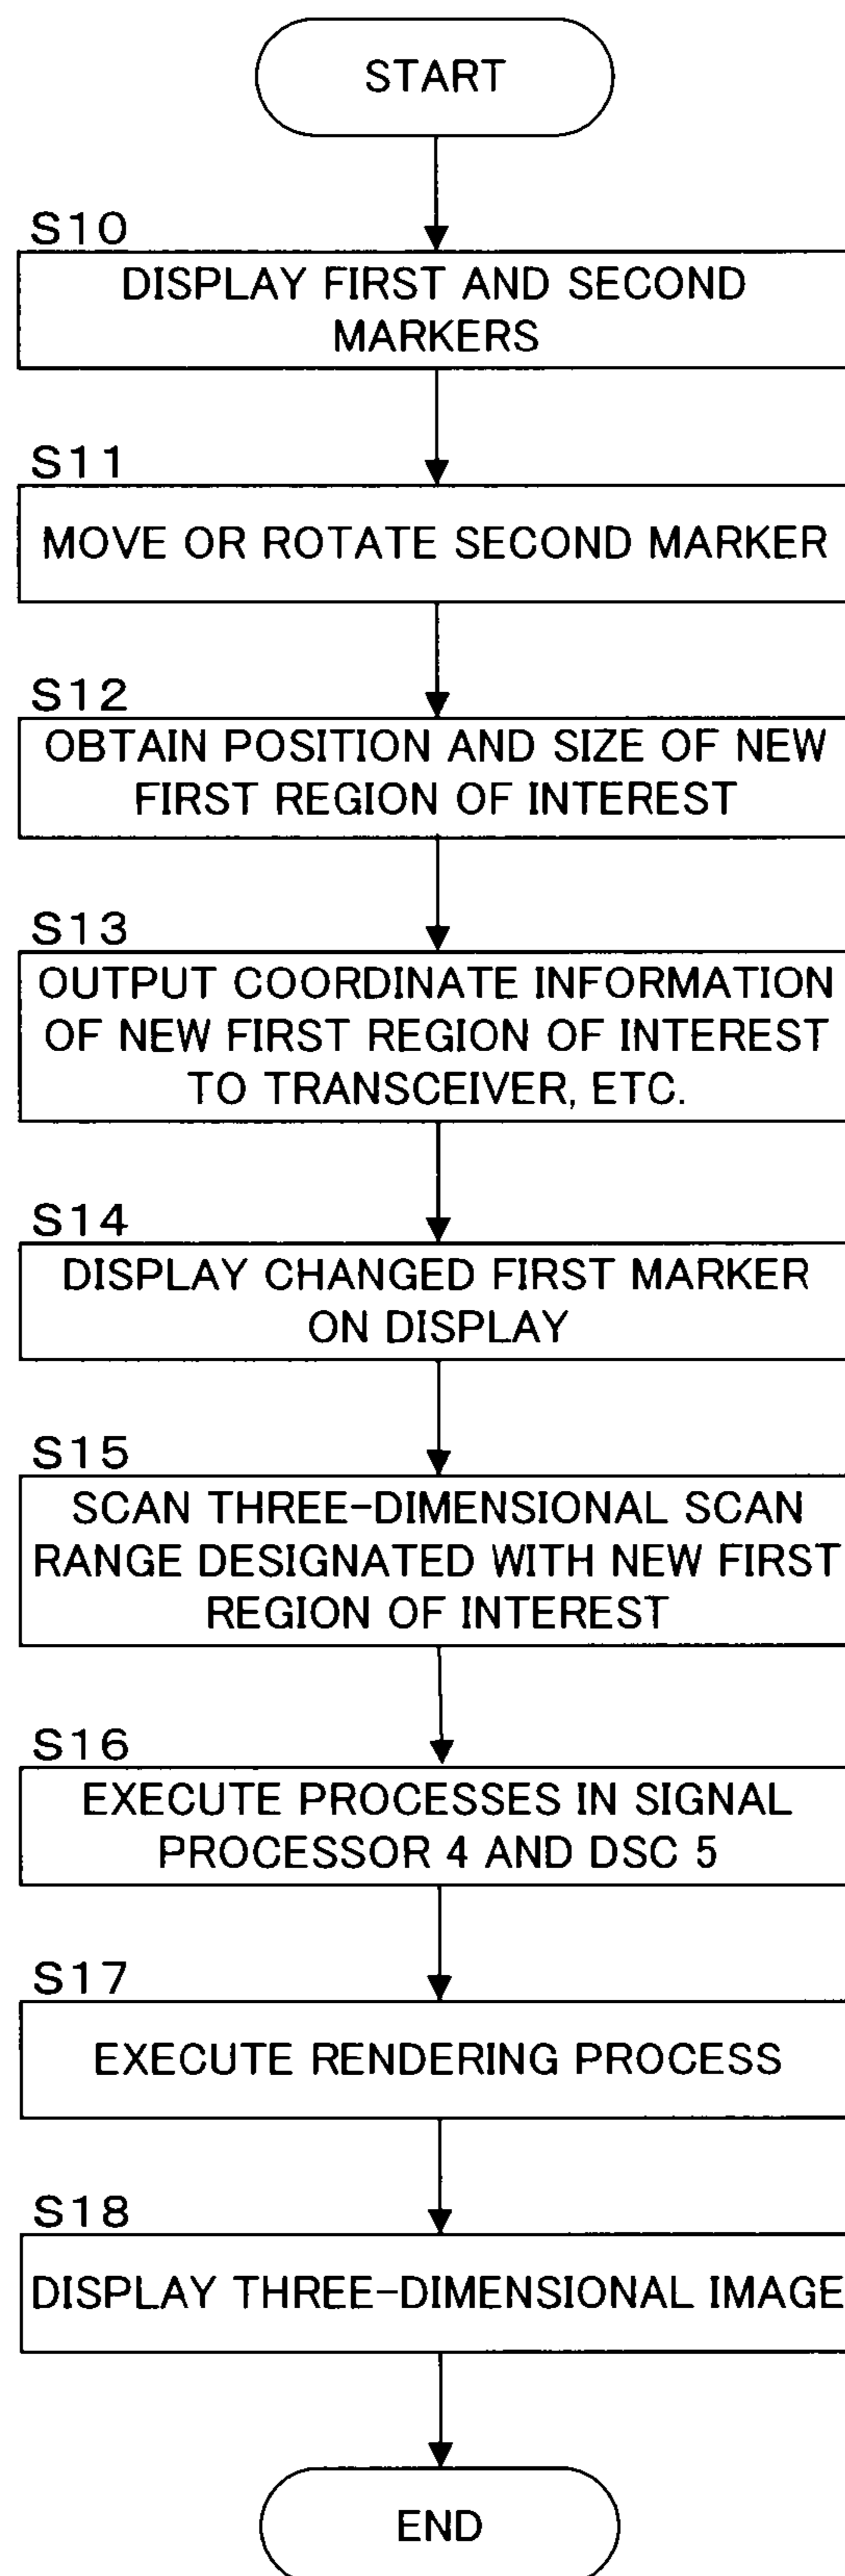 START
S10
DISPLAY FIRST AND SECOND
MARKERS
S11
MOVE OR ROTATE SECOND MARKER
S12
OBTAIN POSITION AND SIZE OF NEW
FIRST REGION OF INTEREST
S13
OUTPUT COORDINATE INFORMATION
OF NEW FIRST REGION OF INTEREST
TO TRANSCEIVER, ETC.
S14
DISPLAY CHANGED FIRST MARKER
ON DISPLAY
S15
SCAN THREE-DIMENSIONAL SCAN
RANGE DESIGNATED WITH NEW FIRST
REGION OF INTEREST
S16
EXECUTE PROCESSES IN SIGNAL
PROCESSOR 4 AND DSC 5
S17
EXECUTE RENDERING PROCESS
S18
DISPLAY THREE-DIMENSIONAL IMAGE
END